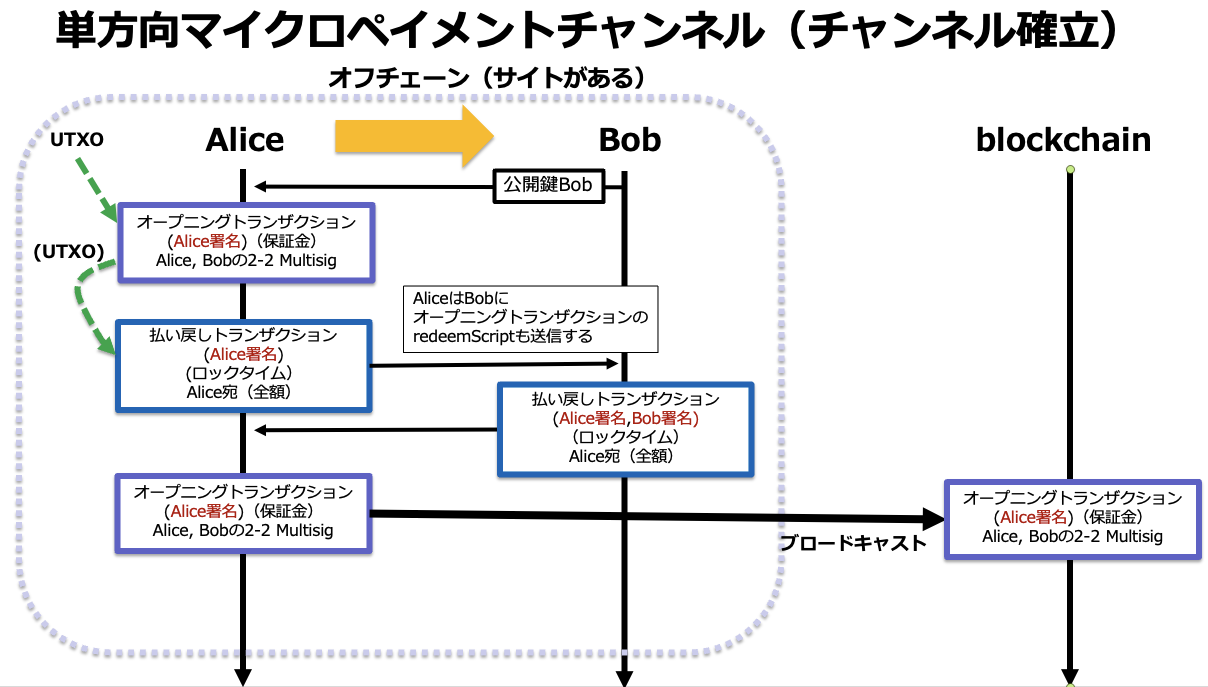 単方向マイクロペイメントチャンネル（チャンネル確立）
オフチェーン（サイトがある）
UTXO
Alice
Bob
blockchain
公開鍵Bob
オープニングトランザクション
(Alice署名)（保証金）
Alice, Bobの2-2 Multisig
(UTXO)
AliceはBobに
オープニングトランザクションの
redeemScriptも送信する
払い戻しトランザクション
(Alice署名)
(ロックタイム）
Alice宛（全額）
払い戻しトランザクション
(Alice署名,Bob署名)
（ロックタイム）
Alice宛（全額）
オープニングトランザクション
(Alice署名)（保証金）
Alice, Bobの2-2 Multisig
ブロードキャスト
オープニングトランザクション
(Alice署名)（保証金）
Alice, Bobの2-2 Multisig